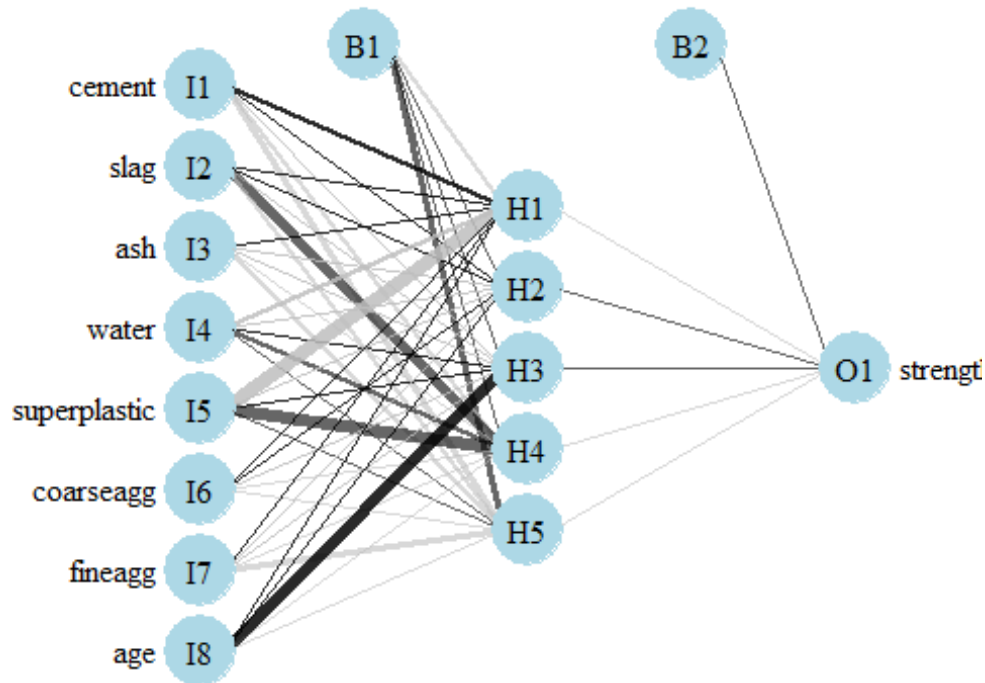 B1
B2
cement I1
slag I2
H1
ash I3
H2
water I4
H3
O1 strength
superplastic I5
H4
coarseagg I6
H5
fineagg I7
age I8